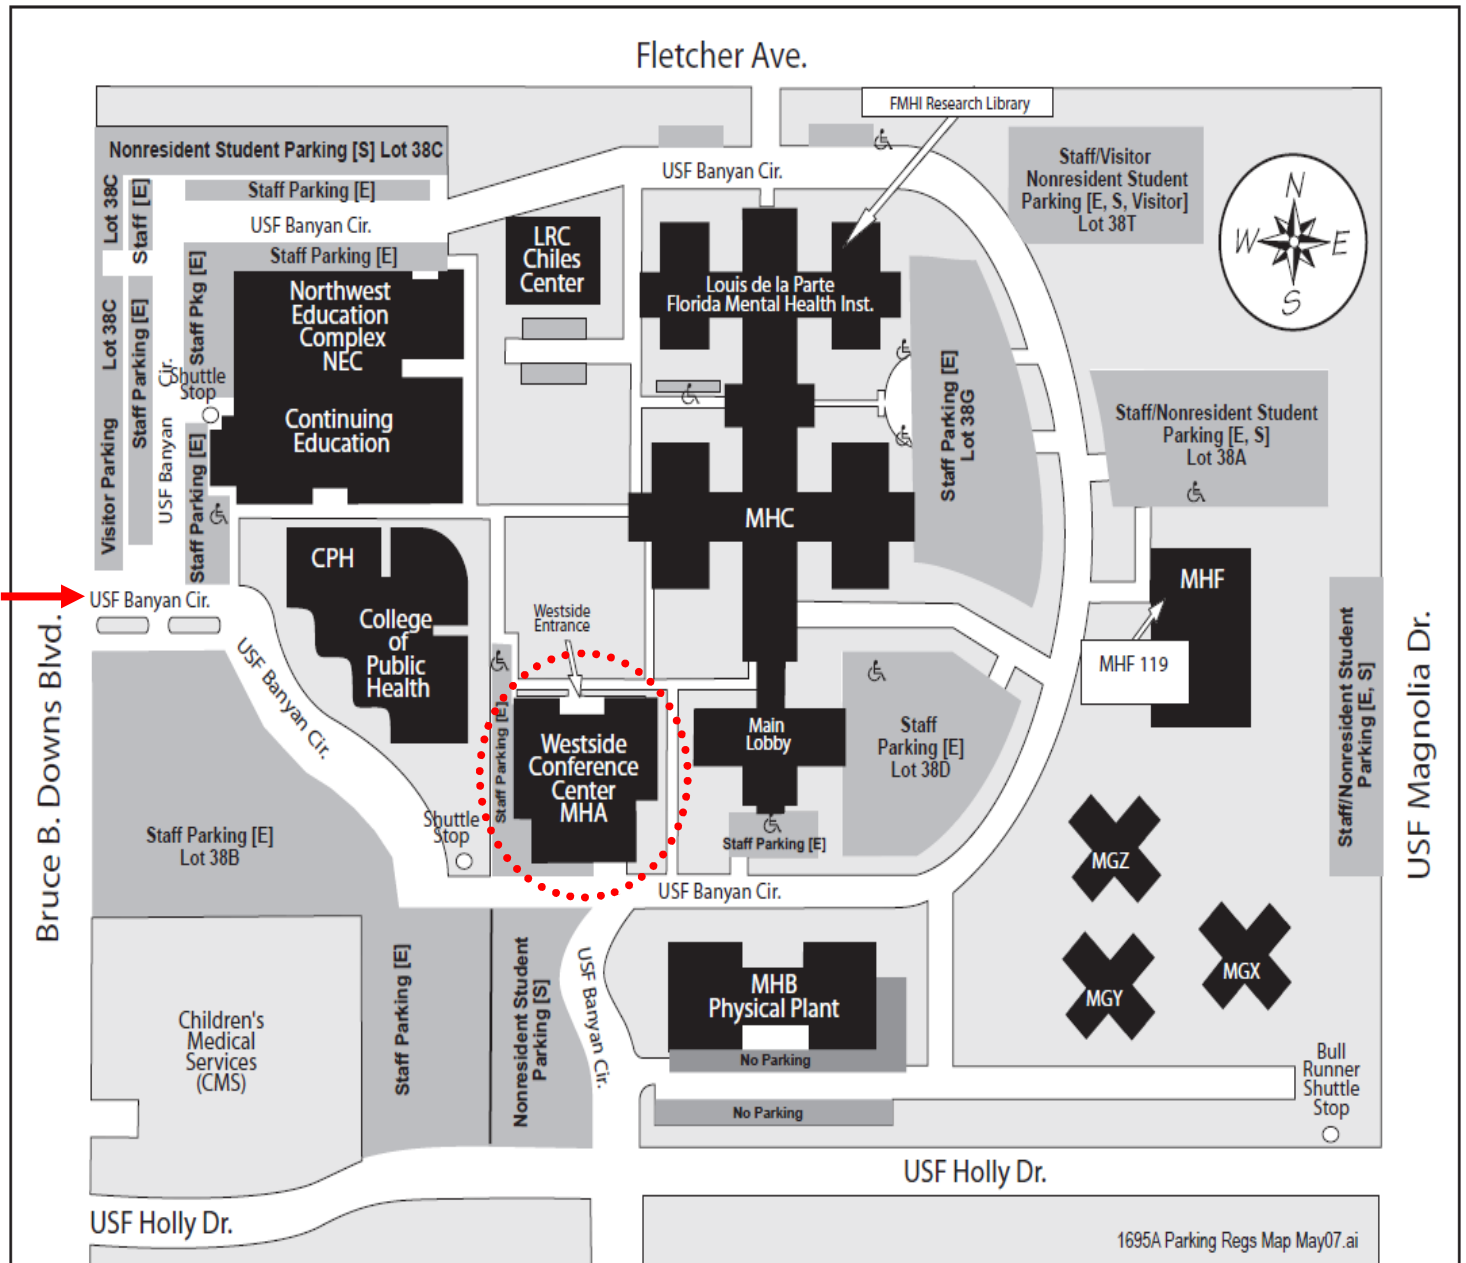 Fletcher Ave.
FMHI Research Library
Nonresident Student Parking [S] Lot 38C
Staff/Visitor
Nonresident Student
Parking [E, S, Visitor]
Lot 38T
USF Banyan Cir.
N
W
E
S
Lot 38C
Staff [E]
Staff Parking [E]
USF Banyan Cir.
Staff Parking [E]
Staff Pkg [E]
LRC
Chiles
Center
Louis de la Parte
Florida Mental Health Inst.
Northwest
Education
Complex
NEC
Continuing
Education
Visitor Parking
Lot 38C
Staff Parking [E]
USF Banyan
Cir.
Shuttle
Stop
Staff Parking [E]
Staff Parking [E]
Lot 38G
Staff/Nonresident Student
Parking [E, S]
Lot 38A
MHC
CPH
College
of
Public
Health
Westside
Entrance
MHF
MHF 119
USF Banyan Cir.
Bruce B. Downs Blvd.
USF Banyan Cir.
Staff Parking [E]
Westside
Conference
Center
MHA
Main
Lobby
Staff
Parking [E]
Lot 38D
Staff/Nonresident Student
Parking [E, S]
USF Magnolia Dr.
Staff Parking [E]
Lot 38B
Shuttle
Stop
Staff Parking [E]
USF Banyan Cir.
MGZ
MGX
MGY
Staff Parking [E]
Nonresident Student
Parking [S]
USF Banyan Cir.
MHB
Physical Plant
No Parking
No Parking
Children's
Medical
Services
(CMS)
Bull
Runner
Shuttle
Stop
USF Holly Dr.
USF Holly Dr.
1695A Parking Regs Map May07.ai